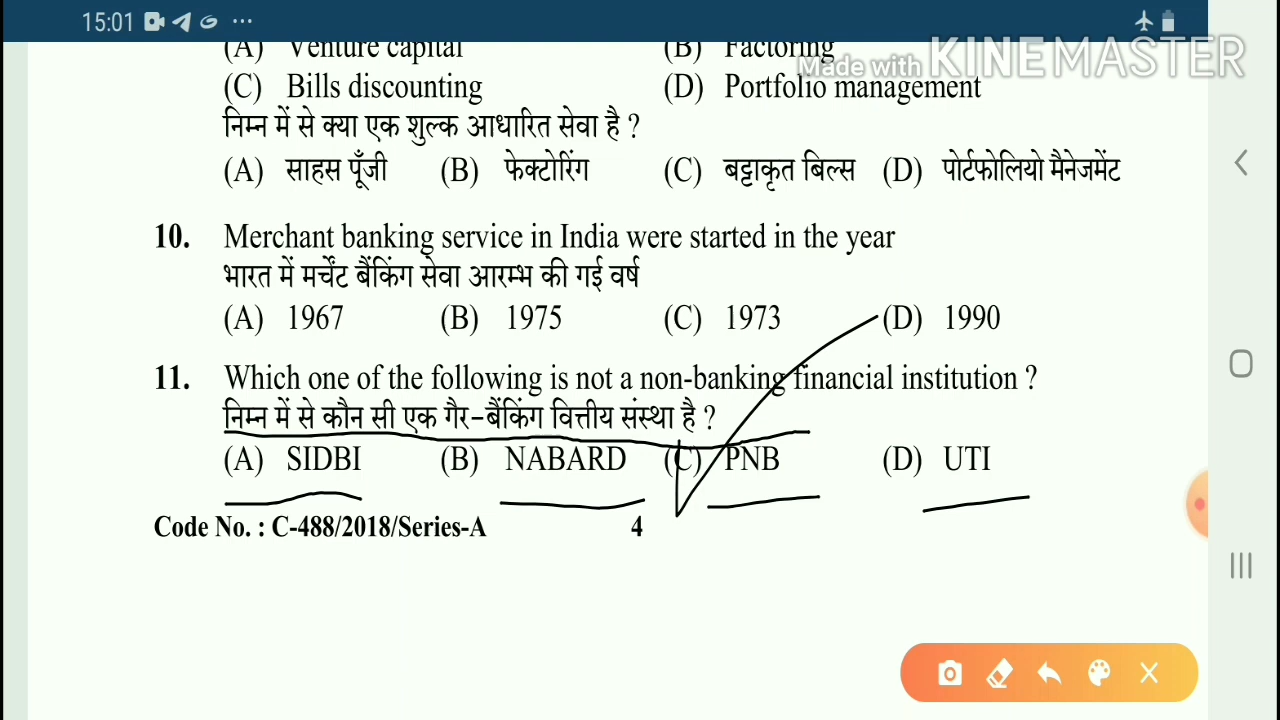 15:01
Made with KINEMASTER
(A) Venture capital (B) Factoring
(C) Bills discounting (D) Portfolio management
निम्न में से क्या एक शुल्क आधारित सेवा है ?
(A) साहस पूँजी (B) फेक्टोरिंग (C) बट्टाकृत बिल्स (D) पोर्टफोलियो मैनेजमेंट
10. Merchant banking service in India were started in the year
भारत में मर्चेंट बैंकिंग सेवा आरम्भ की गई वर्ष
(A) 1967 (B) 1975 (C) 1973 (D) 1990
11. Which one of the following is not a non-banking financial institution ?
निम्न में से कौन सी एक गैर-बैंकिंग वित्तीय संस्था है ?
(A) SIDBI (B) NABARD (C) PNB (D) UTI
Code No. : C-488/2018/Series-A 4